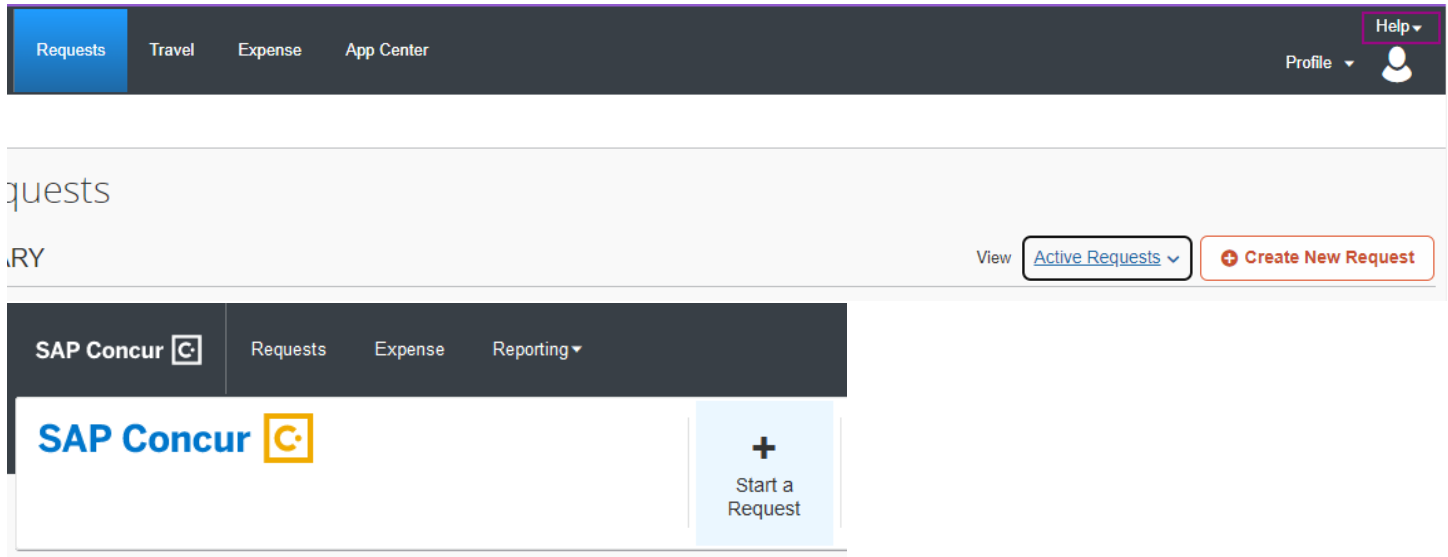 Help
Requests Travel Expense App Center
Profile
quests
ARY View Active Requests Create New Request
SAP Concur C Requests Expense Reporting
SAP Concur C
+
Start a
Request